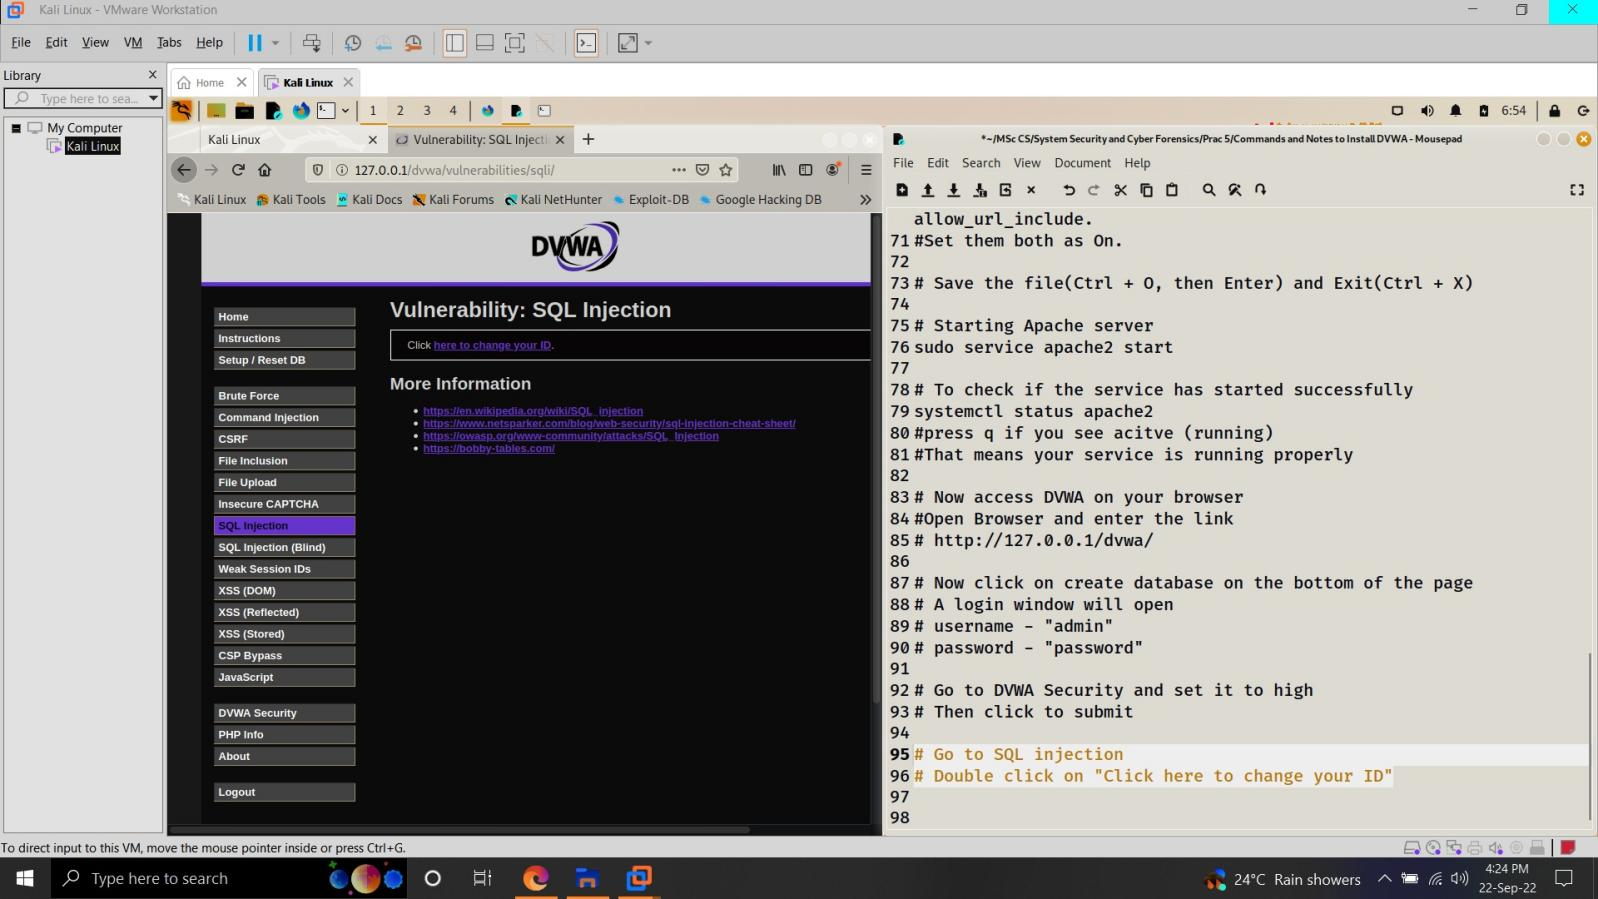 Kali Linux - VMware Workstation
File Edit View VM Tabs Help
Library
Type here to sea...
My Computer
Kali Linux
Home
Kali Linux
1 2 3 4
6:54
Kali Linux
Vulnerability: SQL Injecti
127.0.0.1/dvwa/vulnerabilities/sqli/
Kali Linux Kali Tools Kali Docs Kali Forums Kali NetHunter Exploit-DB Google Hacking DB
DVWA
Home
Instructions
Setup / Reset DB
Brute Force
Command Injection
CSRF
File Inclusion
File Upload
Insecure CAPTCHA
SQL Injection
SQL Injection (Blind)
Weak Session IDs
XSS (DOM)
XSS (Reflected)
XSS (Stored)
CSP Bypass
JavaScript
DVWA Security
PHP Info
About
Logout
Vulnerability: SQL Injection
Click here to change your ID.
More Information
https://en.wikipedia.org/wiki/SQL_injection
https://www.netsparker.com/blog/web-security/sql-injection-cheat-sheet/
https://owasp.org/www-community/attacks/SQL_Injection
https://bobby-tables.com/
*~/MSc CS/System Security and Cyber Forensics/Prac 5/Commands and Notes to Install DVWA - Mousepad
File Edit Search View Document Help
allow_url_include.
71 #Set them both as On.
72
73 # Save the file(Ctrl + O, then Enter) and Exit(Ctrl + X)
74
75 # Starting Apache server
76 sudo service apache2 start
77
78 # To check if the service has started successfully
79 systemctl status apache2
80 #press q if you see acitve (running)
81 #That means your service is running properly
82
83 # Now access DVWA on your browser
84 #Open Browser and enter the link
85 # http://127.0.0.1/dvwa/
86
87 # Now click on create database on the bottom of the page
88 # A login window will open
89 # username - "admin"
90 # password - "password"
91
92 # Go to DVWA Security and set it to high
93 # Then click to submit
94
95 # Go to SQL injection
96 # Double click on "Click here to change your ID"
97
98
To direct input to this VM, move the mouse pointer inside or press Ctrl+G.
Type here to search
24°C Rain showers
4:24 PM
22-Sep-22